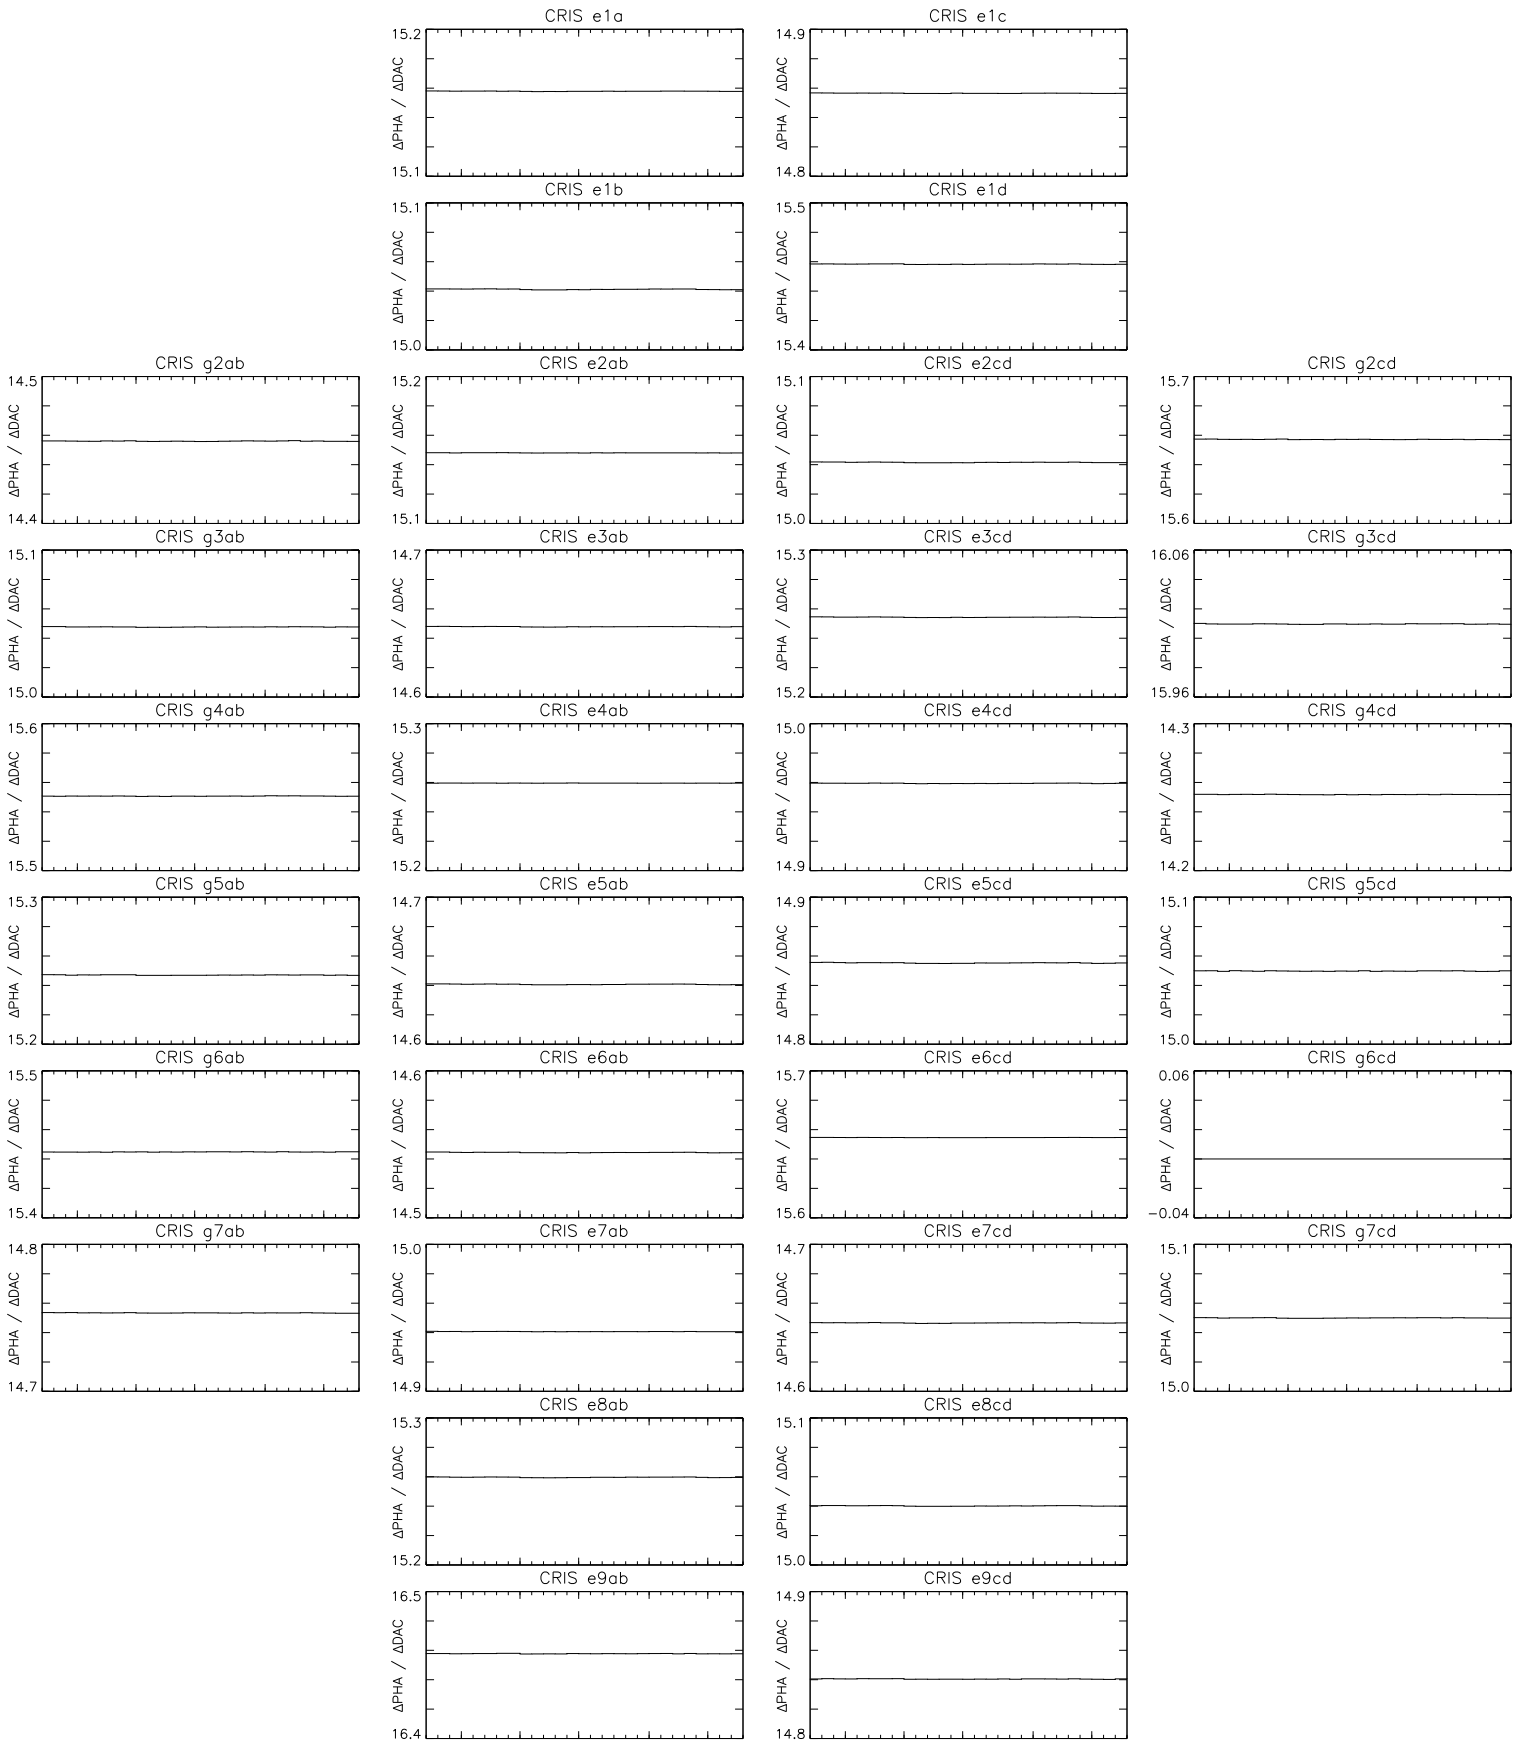 CRIS e1a
15.2
ΔPHA / ΔDAC
15.1
CRIS e1c
14.9
ΔPHA / ΔDAC
14.8
CRIS e1b
15.1
ΔPHA / ΔDAC
15.0
CRIS e1d
15.5
ΔPHA / ΔDAC
15.4
CRIS g2ab
14.5
ΔPHA / ΔDAC
14.4
CRIS e2ab
15.2
ΔPHA / ΔDAC
15.1
CRIS e2cd
15.1
ΔPHA / ΔDAC
15.0
CRIS g2cd
15.7
ΔPHA / ΔDAC
15.6
CRIS g3ab
15.1
ΔPHA / ΔDAC
15.0
CRIS e3ab
14.7
ΔPHA / ΔDAC
14.6
CRIS e3cd
15.3
ΔPHA / ΔDAC
15.2
CRIS g3cd
16.06
ΔPHA / ΔDAC
15.96
CRIS g4ab
15.6
ΔPHA / ΔDAC
15.5
CRIS e4ab
15.3
ΔPHA / ΔDAC
15.2
CRIS e4cd
15.0
ΔPHA / ΔDAC
14.9
CRIS g4cd
14.3
ΔPHA / ΔDAC
14.2
CRIS g5ab
15.3
ΔPHA / ΔDAC
15.2
CRIS e5ab
14.7
ΔPHA / ΔDAC
14.6
CRIS e5cd
14.9
ΔPHA / ΔDAC
14.8
CRIS g5cd
15.1
ΔPHA / ΔDAC
15.0
CRIS g6ab
15.5
ΔPHA / ΔDAC
15.4
CRIS e6ab
14.6
ΔPHA / ΔDAC
14.5
CRIS e6cd
15.7
ΔPHA / ΔDAC
15.6
CRIS g6cd
0.06
ΔPHA / ΔDAC
−0.04
CRIS g7ab
14.8
ΔPHA / ΔDAC
14.7
CRIS e7ab
15.0
ΔPHA / ΔDAC
14.9
CRIS e7cd
14.7
ΔPHA / ΔDAC
14.6
CRIS g7cd
15.1
ΔPHA / ΔDAC
15.0
CRIS e8ab
15.3
ΔPHA / ΔDAC
15.2
CRIS e8cd
15.1
ΔPHA / ΔDAC
15.0
CRIS e9ab
16.5
ΔPHA / ΔDAC
16.4
CRIS e9cd
14.9
ΔPHA / ΔDAC
14.8